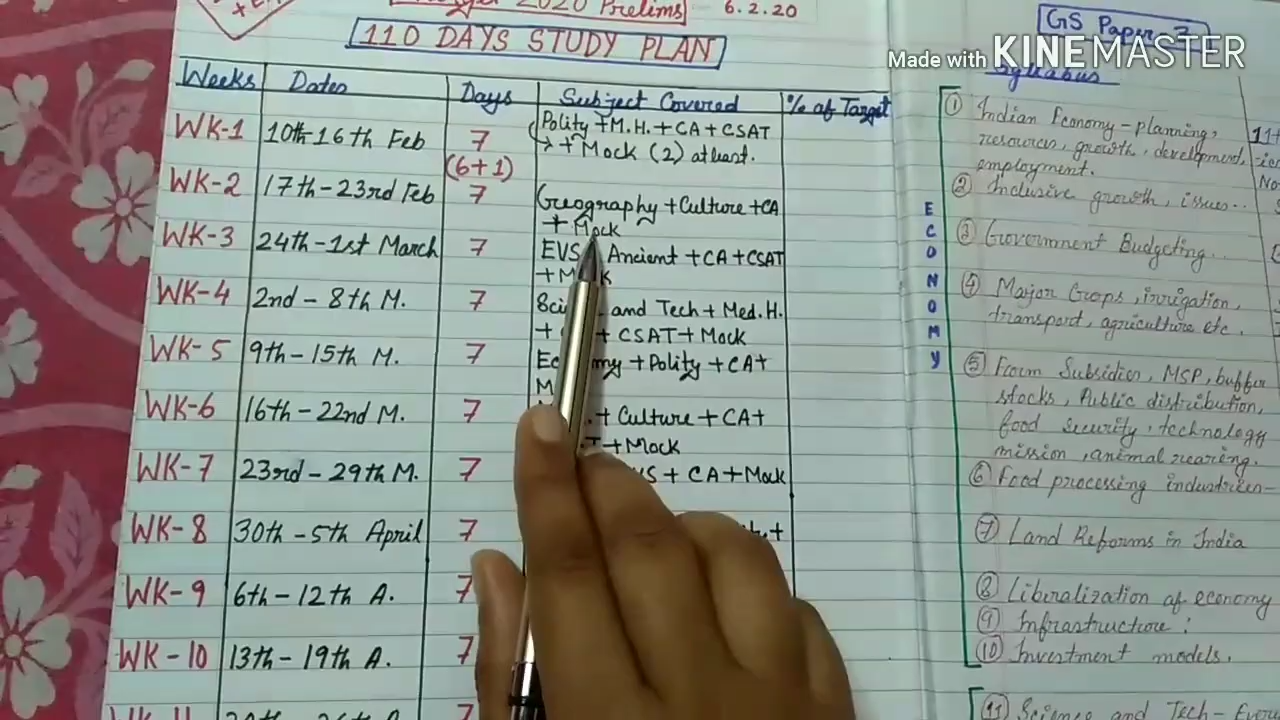 2020 Prelims
6.2.20
110 DAYS STUDY PLAN
Weeks Dates Days Subject Covered % of Target
WK-1 10th-16th Feb 7 Polity + M.H. + CA + CSAT
(6+1) → + Mock (2) atleast.
WK-2 17th-23rd Feb 7 Geography + Culture + CA
+ Mock
WK-3 24th-1st March 7 EVS Ancient + CA + CSAT
WK-4 2nd-8th M. 7 and Tech + Med. H.
+ CSAT + Mock
WK-5 9th-15th M. 7 + Polity + CA +
WK-6 16th-22nd M. 7 + Culture + CA +
+ Mock
WK-7 23rd-29th M. 7 + CA + Mock
WK-8 30th-5th April 7
WK-9 6th-12th A. 7
WK-10 13th-19th A. 7
GS Paper-3
Made with KINEMASTER
Syllabus
ECONOMY
① Indian Economy - planning,
resources, growth, development,
employment.
② Inclusive growth, issues..
③ Government Budgeting..
④ Major Crops, irrigation,
transport, agriculture etc.
⑤ Farm Subsidies, MSP, buffer
stocks, Public distribution,
food security, technology
mission, animal rearing.
⑥ Food processing industries-
⑦ Land Reforms in India
⑧ Liberalization of economy
⑨ Infrastructure:
⑩ Investment models.
⑪ Science and Tech-